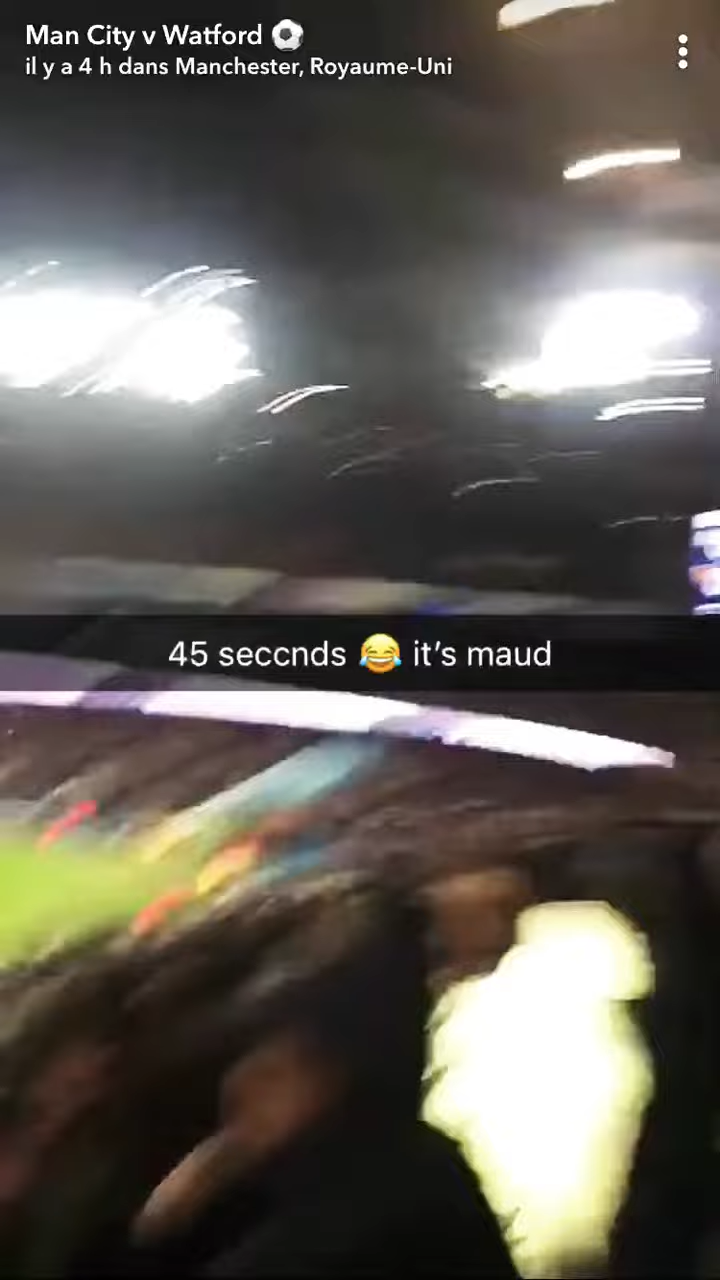 Man City v Watford ⚽
il y a 4 h dans Manchester, Royaume-Uni
45 seccnds 😂 it's maud